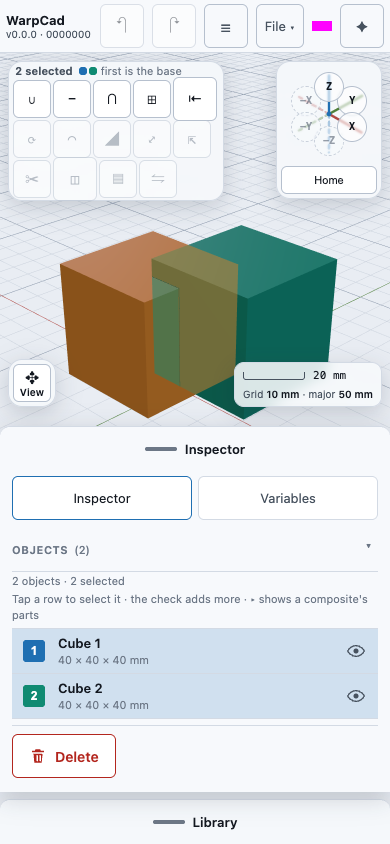 WarpCad
v0.0.0 · 0000000
File
2 selected first is the base
Z
−X
Y
−Y
X
−Z
Home
View
20 mm
Grid 10 mm · major 50 mm
Inspector
Inspector
Variables
OBJECTS (2)
2 objects · 2 selected
Tap a row to select it · the check adds more · ▸ shows a composite's
parts
1 Cube 1
40 × 40 × 40 mm
2 Cube 2
40 × 40 × 40 mm
Delete
Library